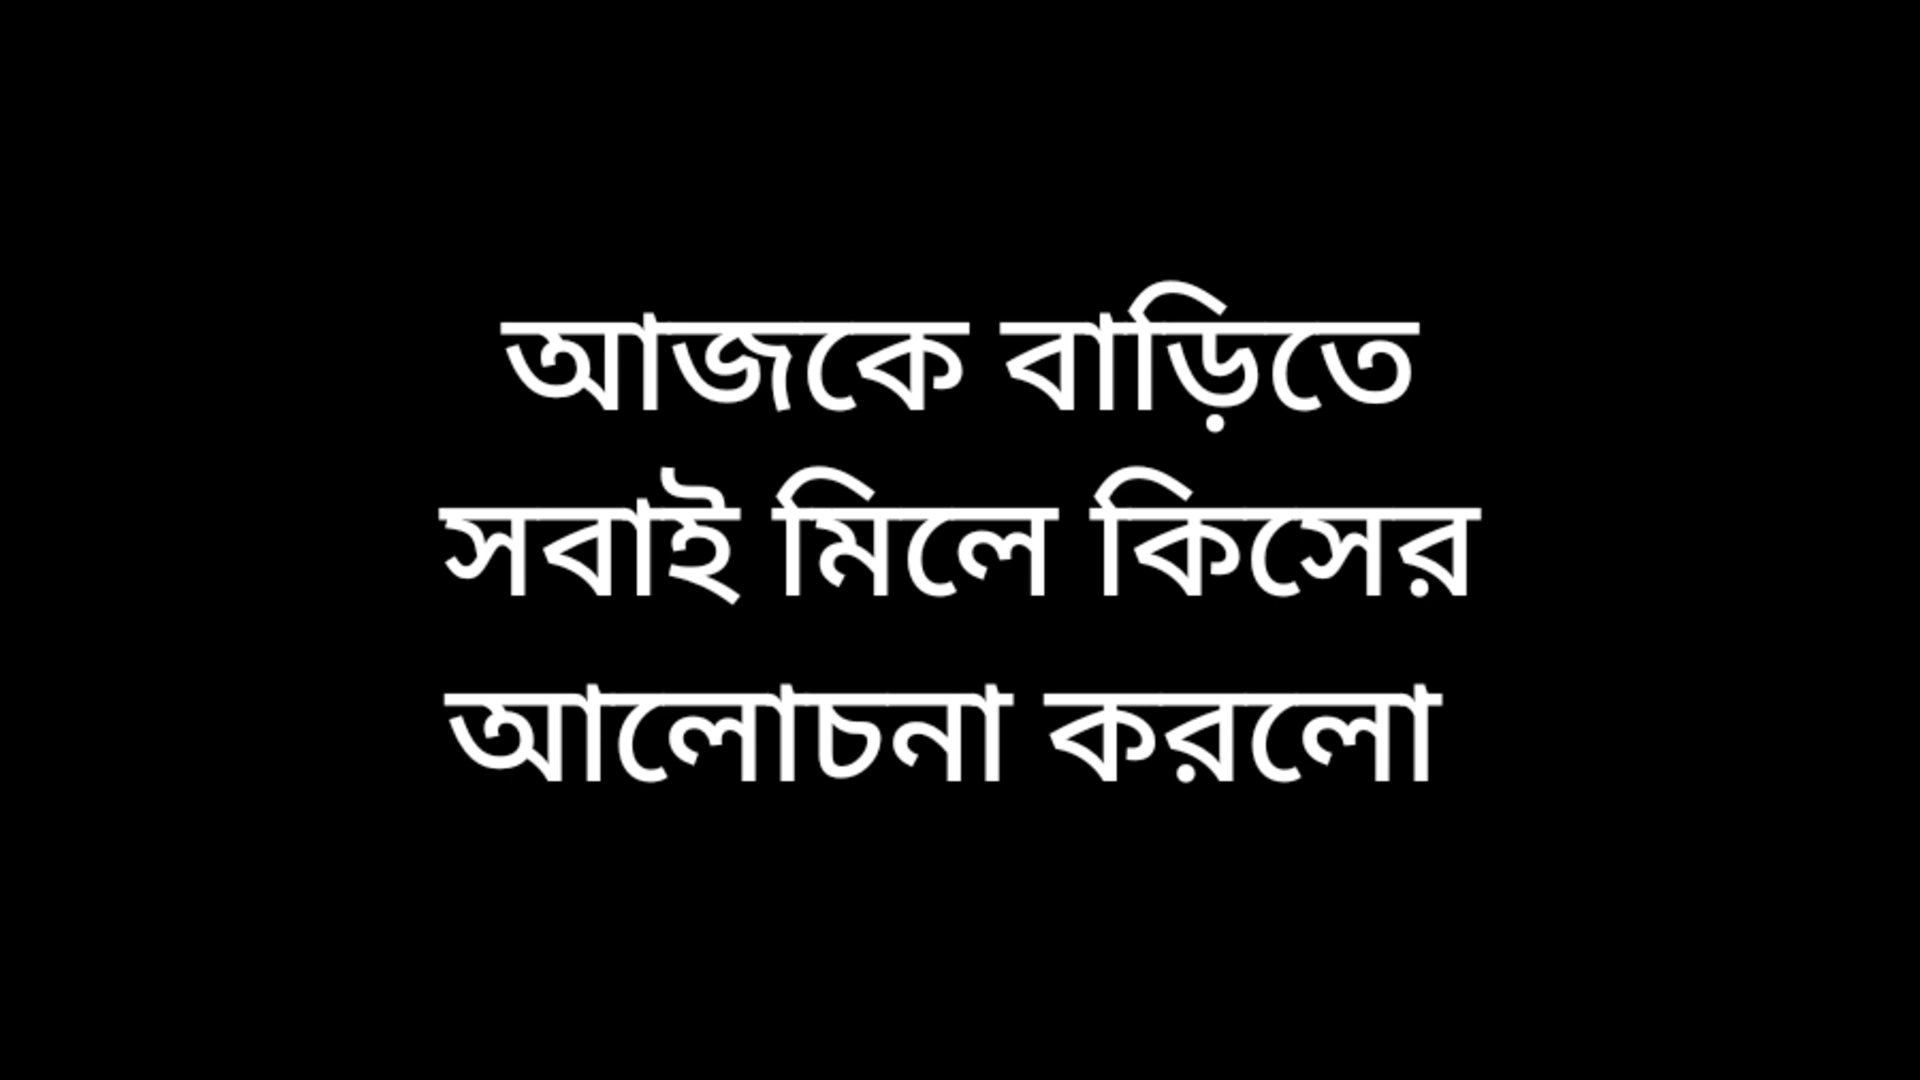 আজকে বাড়িতে
সবাই মিলে কিসের
আলোচনা করলো